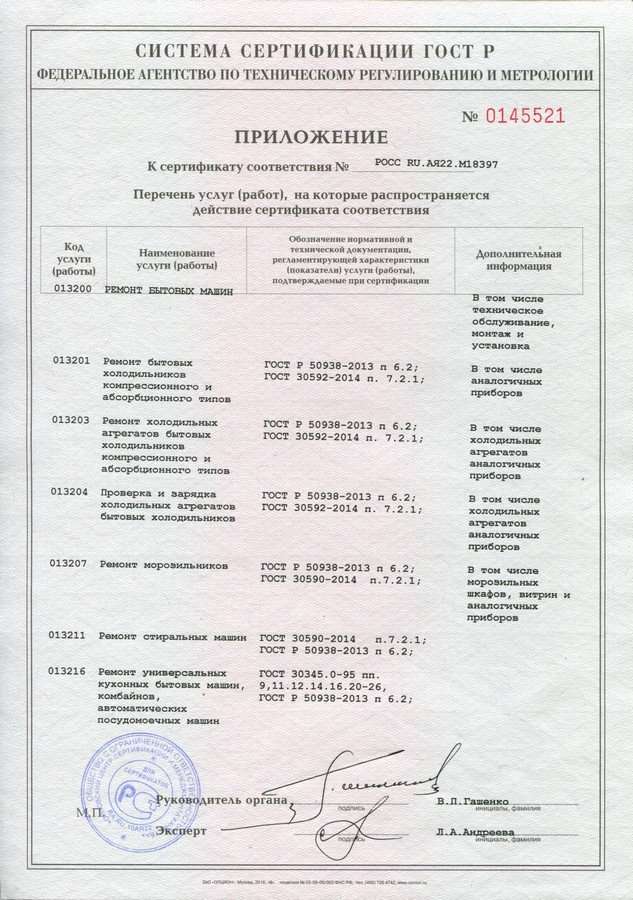 СИСТЕМА СЕРТИФИКАЦИИ ГОСТ Р
ФЕДЕРАЛЬНОЕ АГЕНТСТВО ПО ТЕХНИЧЕСКОМУ РЕГУЛИРОВАНИЮ И МЕТРОЛОГИИ
№ 0145521
ПРИЛОЖЕНИЕ
К сертификату соответствия № РОСС RU.АЯ22.М18397
Перечень услуг (работ), на которые распространяется
действие сертификата соответствия
Код
услуги
(работы)
Наименование
услуги (работы)
Обозначение нормативной и
технической документации,
регламентирующей характеристики
(показатели) услуги (работы),
подтверждаемые при сертификации
Дополнительная
информация
013200 РЕМОНТ БЫТОВЫХ МАШИН
В том числе
техническое
обслуживание,
монтаж и
установка
013201 Ремонт бытовых
холодильников
компрессионного и
абсорбционного типов
ГОСТ Р 50938-2013 п 6.2;
ГОСТ 30592-2014 п. 7.2.1;
В том числе
аналогичных
приборов
013203 Ремонт холодильных
агрегатов бытовых
холодильников
компрессионного и
абсорбционного типов
ГОСТ Р 50938-2013 п 6.2;
ГОСТ 30592-2014 п. 7.2.1;
В том числе
холодильных
агрегатов
аналогичных
приборов
013204 Проверка и зарядка
холодильных агрегатов
бытовых холодильников
ГОСТ Р 50938-2013 п 6.2;
ГОСТ 30592-2014 п. 7.2.1;
В том числе
холодильных
агрегатов
аналогичных
приборов
013207 Ремонт морозильников
ГОСТ Р 50938-2013 п 6.2;
ГОСТ 30590-2014 п.7.2.1;
В том числе
морозильных
шкафов, витрин и
аналогичных
приборов
013211 Ремонт стиральных машин
ГОСТ 30590-2014 п.7.2.1;
ГОСТ Р 50938-2013 п 6.2;
013216 Ремонт универсальных
кухонных бытовых машин,
комбайнов,
автоматических
посудомоечных машин
ГОСТ 30345.0-95 пп.
9,11.12.14.16.20-26,
ГОСТ Р 50938-2013 п 6.2;
ДЛЯ
СЕРТИФИКАТОВ
М.П.
Руководитель органа
подпись
В.П.Гашенко
инициалы, фамилия
Эксперт
подпись
Л.А.Андреева
инициалы, фамилия